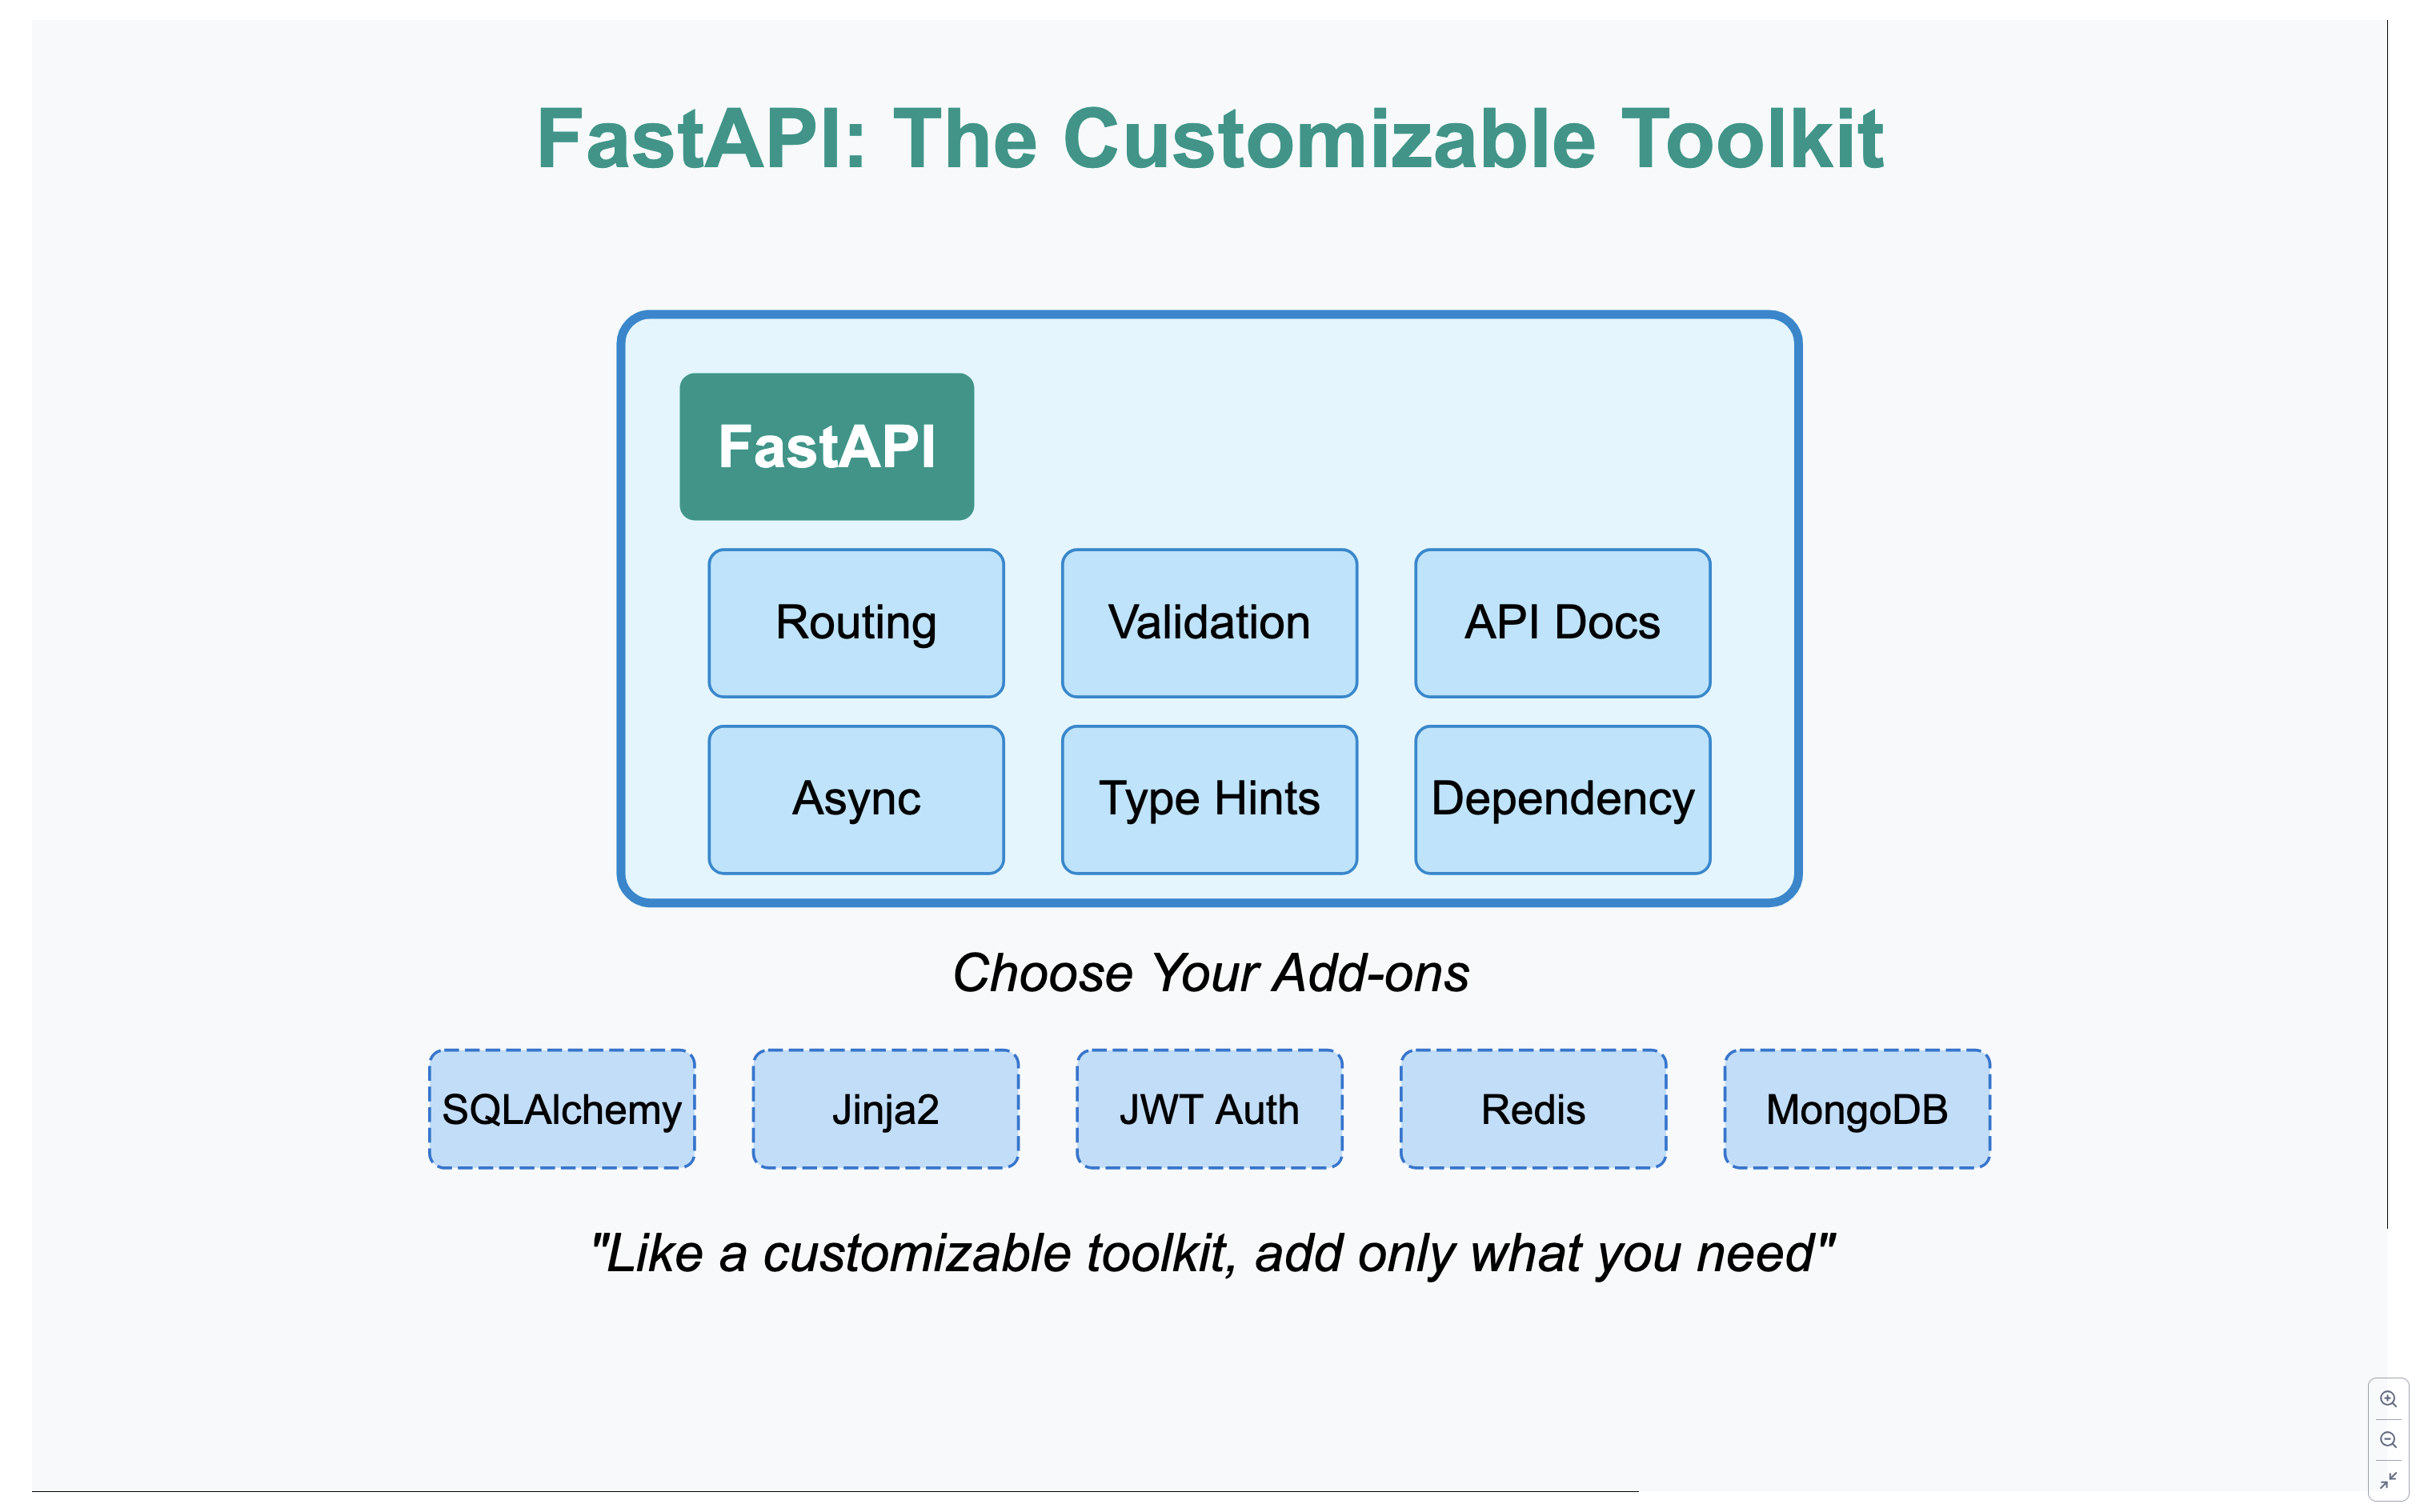 FastAPI: The Customizable Toolkit
FastAPI
Routing
Validation
API Docs
Async
Type Hints
Dependency
Choose Your Add-ons
SQLAlchemy
Jinja2
JWT Auth
Redis
MongoDB
"Like a customizable toolkit, add only what you need"